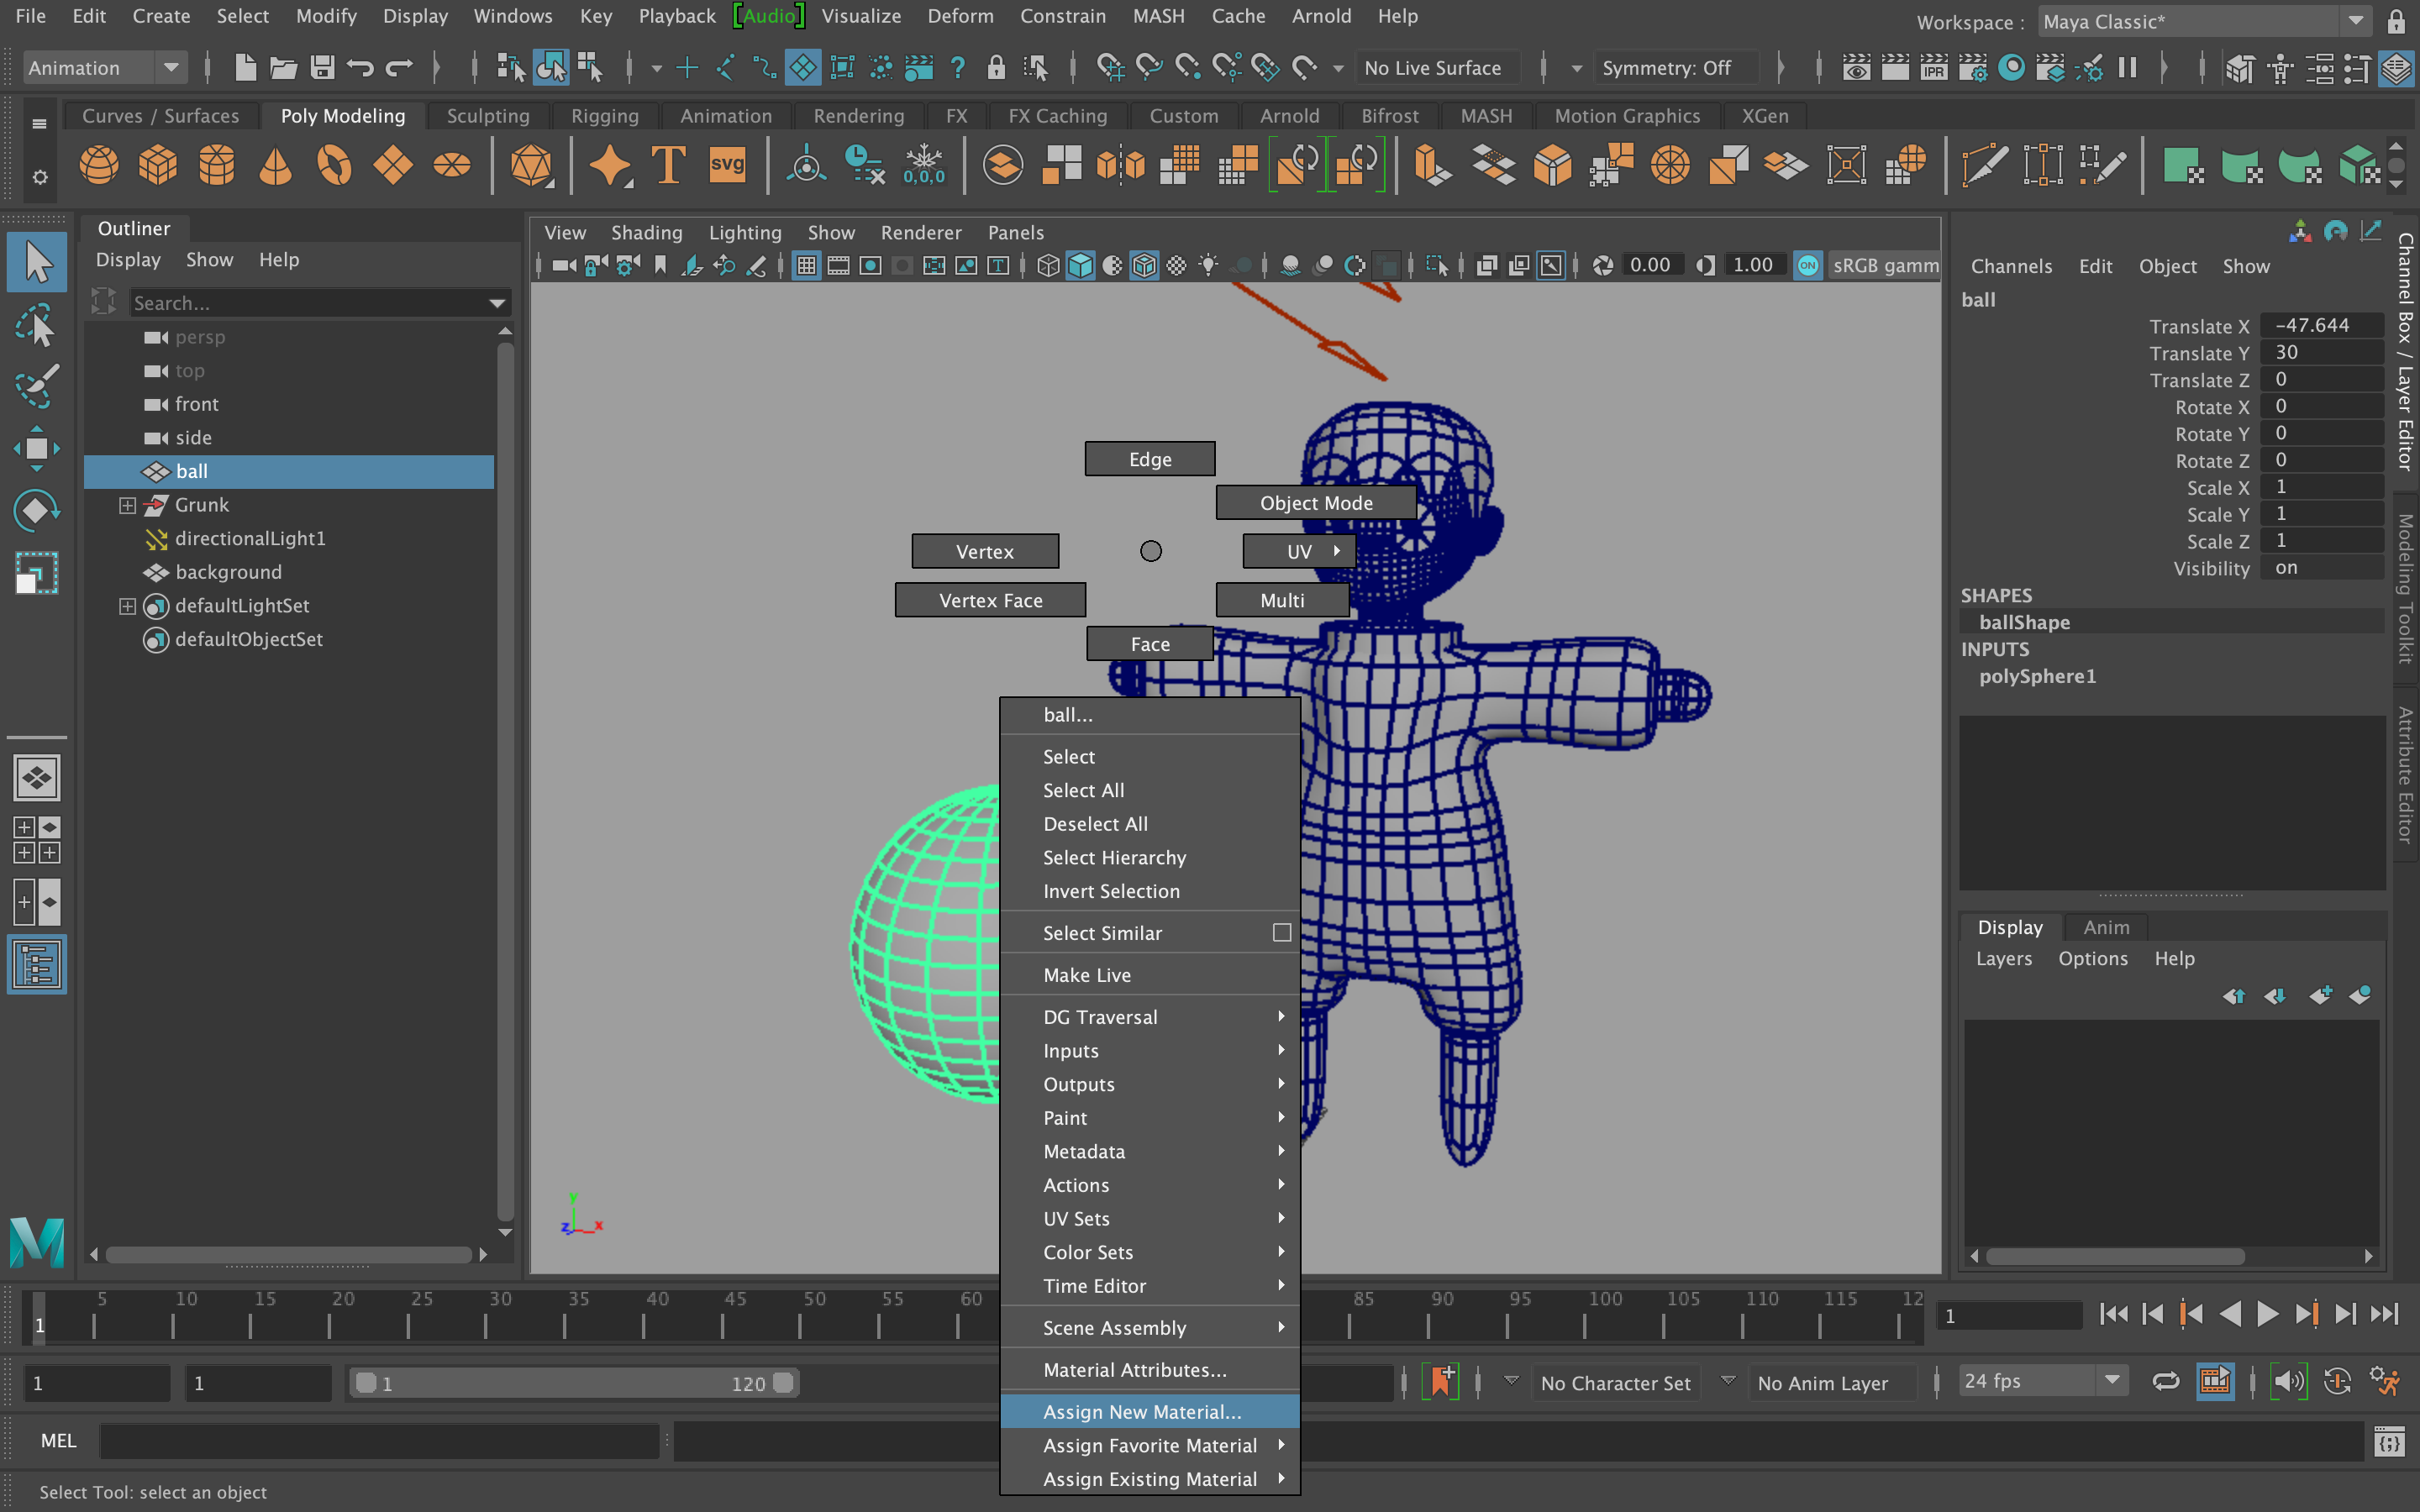 File Edit Create Select Modify Display Windows Key Playback Audio Visualize Deform Constrain MASH Cache Arnold Help
Workspace : Maya Classic*
Animation No Live Surface Symmetry: Off
IPR
Curves / Surfaces Poly Modeling Sculpting Rigging Animation Rendering FX FX Caching Custom Arnold Bifrost MASH Motion Graphics XGen
T svg 0,0,0
Outliner
Display Show Help
Search...
persp
top
front
side
ball
Grunk
directionalLight1
background
defaultLightSet
defaultObjectSet
View Shading Lighting Show Renderer Panels
0.00 1.00 ON sRGB gamm
Edge
Object Mode
Vertex UV
Vertex Face Multi
Face
ball...
Select
Select All
Deselect All
Select Hierarchy
Invert Selection
Select Similar
Make Live
DG Traversal
Inputs
Outputs
Paint
Metadata
Actions
UV Sets
Color Sets
Time Editor
Scene Assembly
Material Attributes...
Assign New Material...
Assign Favorite Material
Assign Existing Material
y
z x
Channels Edit Object Show
ball
Translate X -47.644
Translate Y 30
Translate Z 0
Rotate X 0
Rotate Y 0
Rotate Z 0
Scale X 1
Scale Y 1
Scale Z 1
Visibility on
SHAPES
ballShape
INPUTS
polySphere1
Channel Box / Layer Editor
Modeling Toolkit
Attribute Editor
Display Anim
Layers Options Help
M
5 10 15 20 25 30 35 40 45 50 55 60 85 90 95 100 105 110 115 12
1 1
1 1 1 120 No Character Set No Anim Layer 24 fps
MEL
Select Tool: select an object